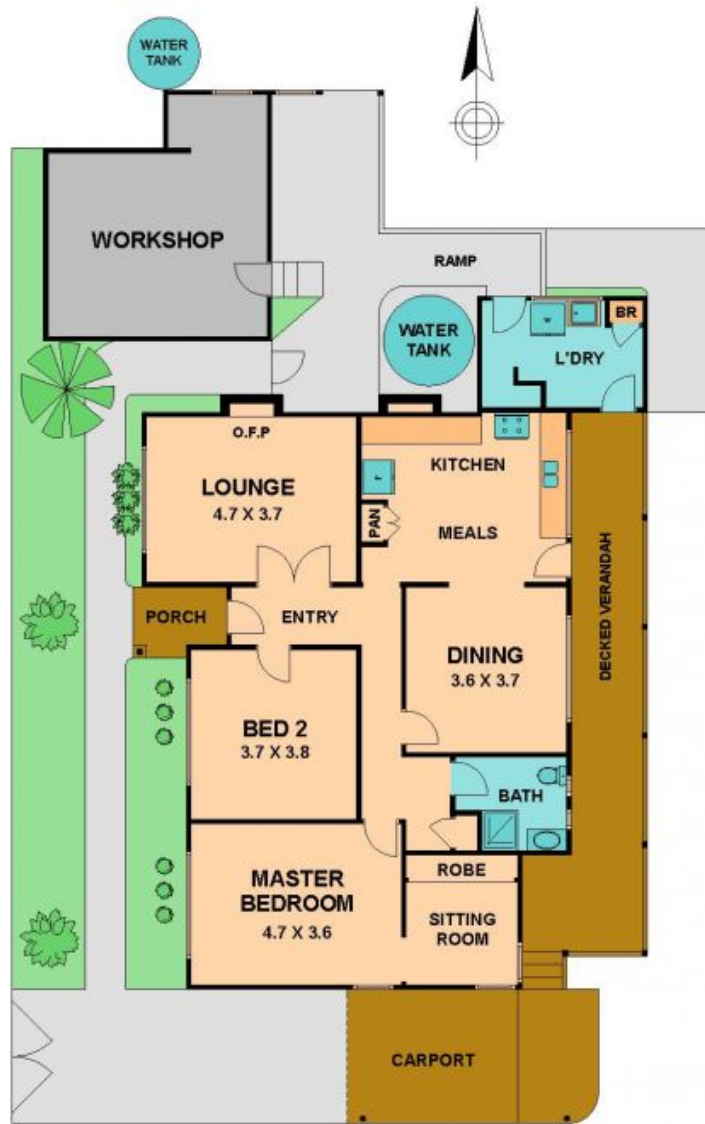 WATER
TANK
WORKSHOP
RAMP
WATER
TANK
BR
L'DRY
O.F.P
LOUNGE
4.7 X 3.7
KITCHEN
F
PAN
MEALS
W
PORCH
ENTRY
DINING
3.6 X 3.7
DECKED VERANDAH
BED 2
3.7 X 3.8
BATH
MASTER
BEDROOM
4.7 X 3.6
ROBE
SITTING
ROOM
CARPORT